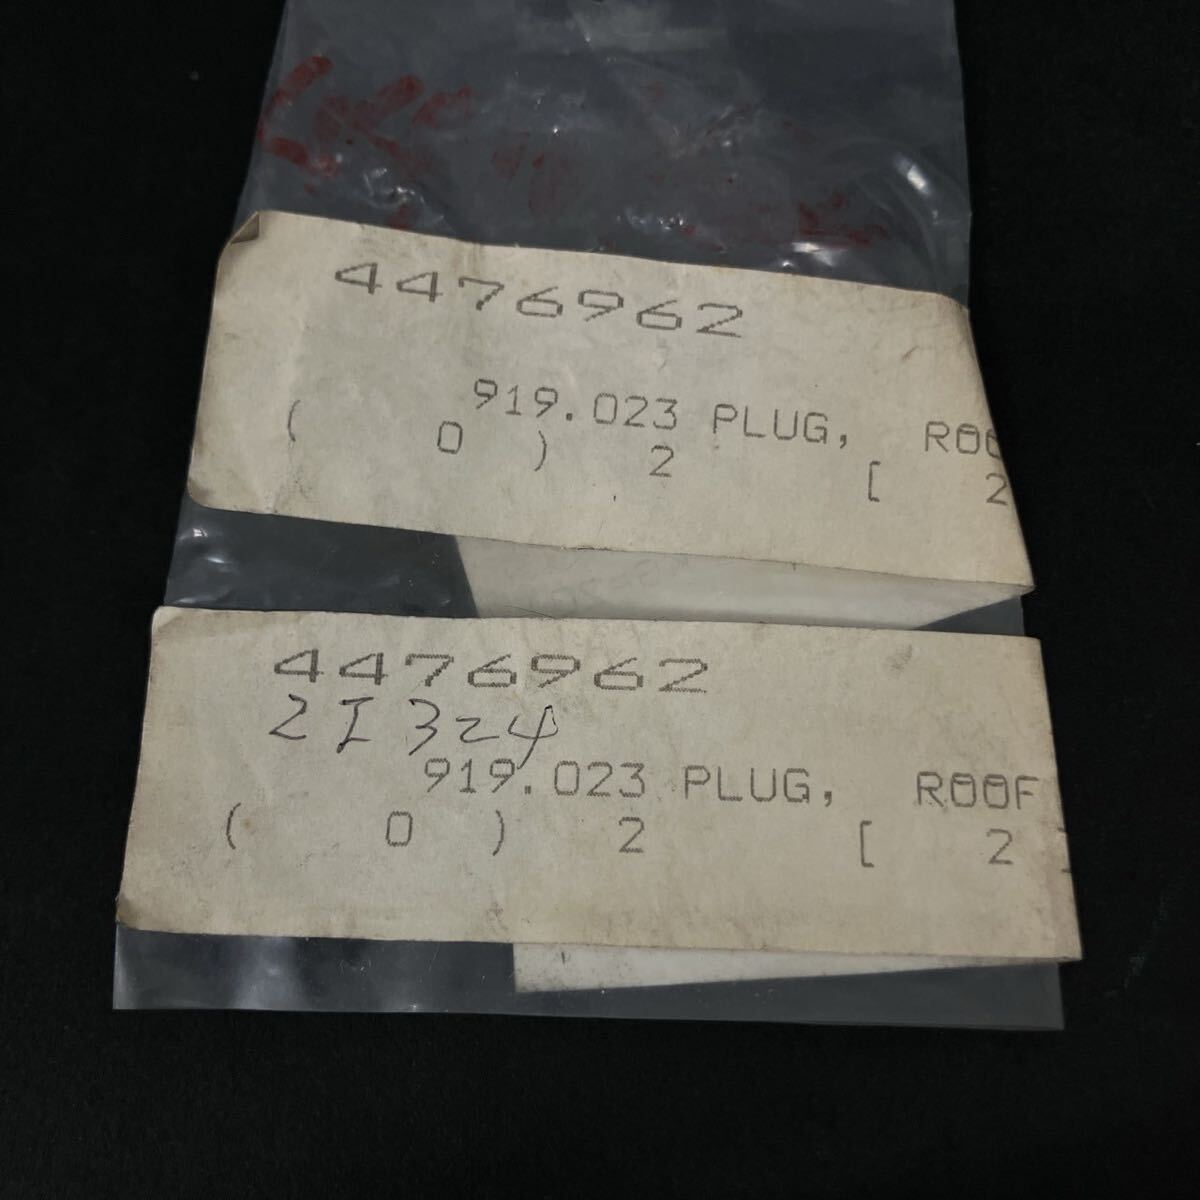 4476962
919.023 PLUG, ROO
( 0 ) 2 [ 2
4476962
2I324
919.023 PLUG, ROOF
( 0 ) 2 [ 2 ]